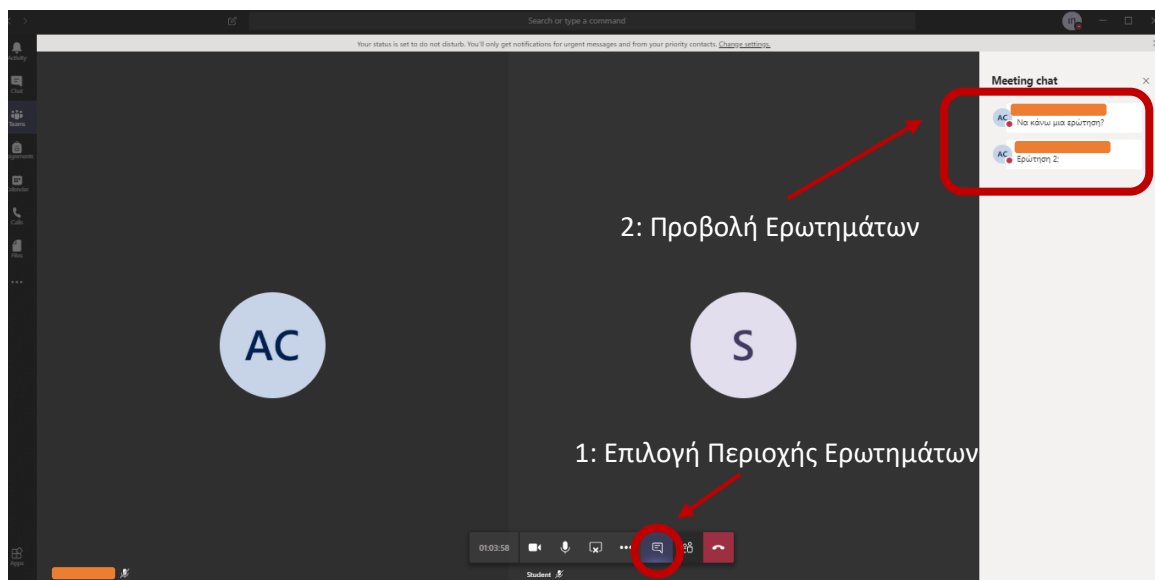 Search or type a command
Your status is set to do not disturb. You'll only get notifications for urgent messages and from your priority contacts. Change settings.
Activity
Chat
Teams
Assignments
Calendar
Calls
Files
Apps
Meeting chat
AC
Να κάνω μια ερώτηση?
AC
Ερώτηση 2:
2: Προβολή Ερωτημάτων
AC
S
1: Επιλογή Περιοχής Ερωτημάτων
01:03:58
Student